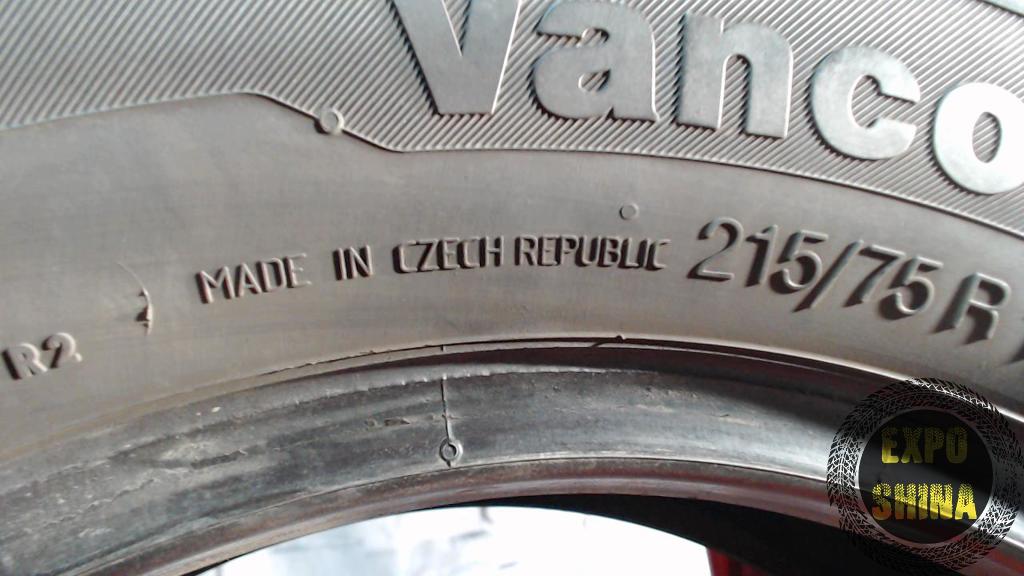 Vanco
MADE IN CZECH REPUBLIC 215/75 R
R2
EXPO
SHINA